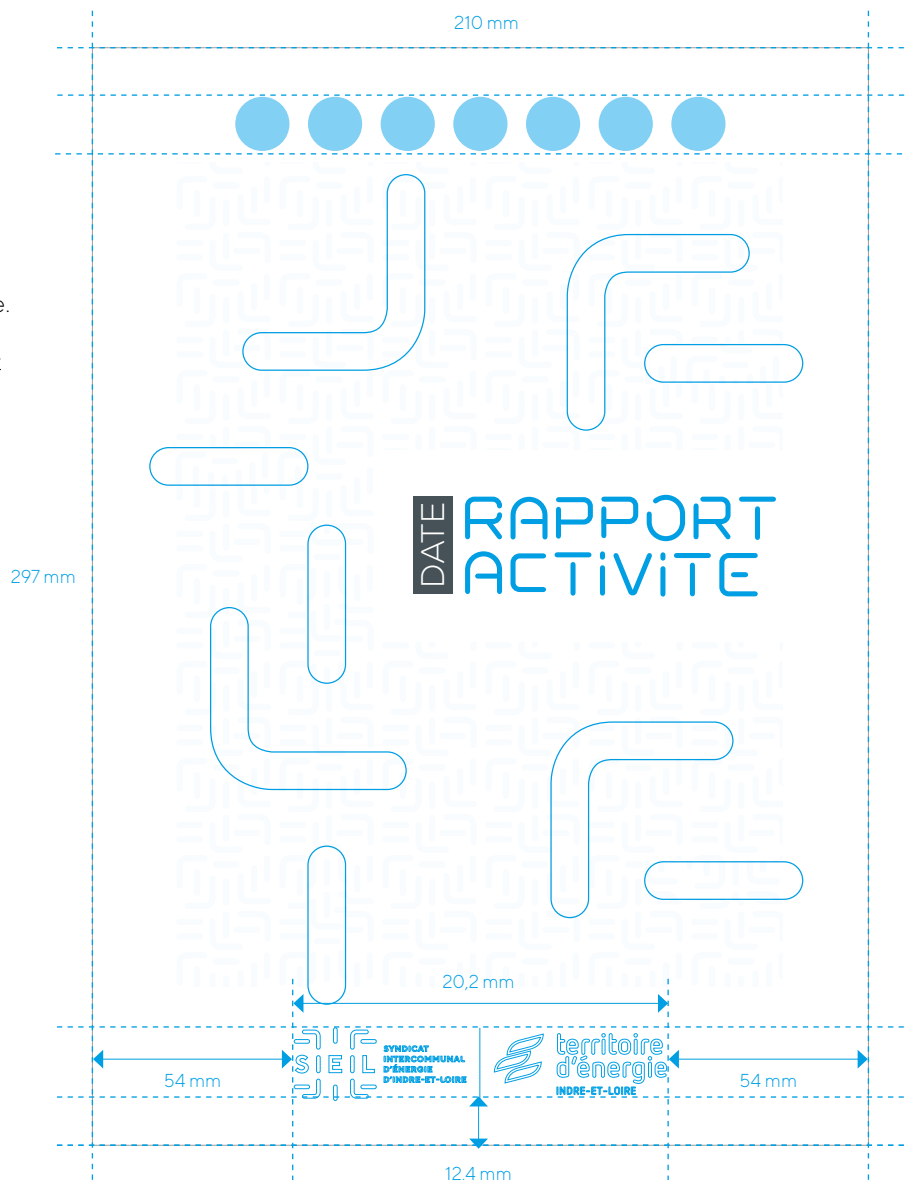 210 mm
e.
297 mm
DATE
RAPPORT
ACTiViTE
20,2 mm
54 mm
SIEIL
SYNDICAT
INTERCOMMUNAL
D'ÉNERGIE
D'INDRE-ET-LOIRE
territoire
d'énergie
INDRE-ET-LOIRE
54 mm
12,4 mm